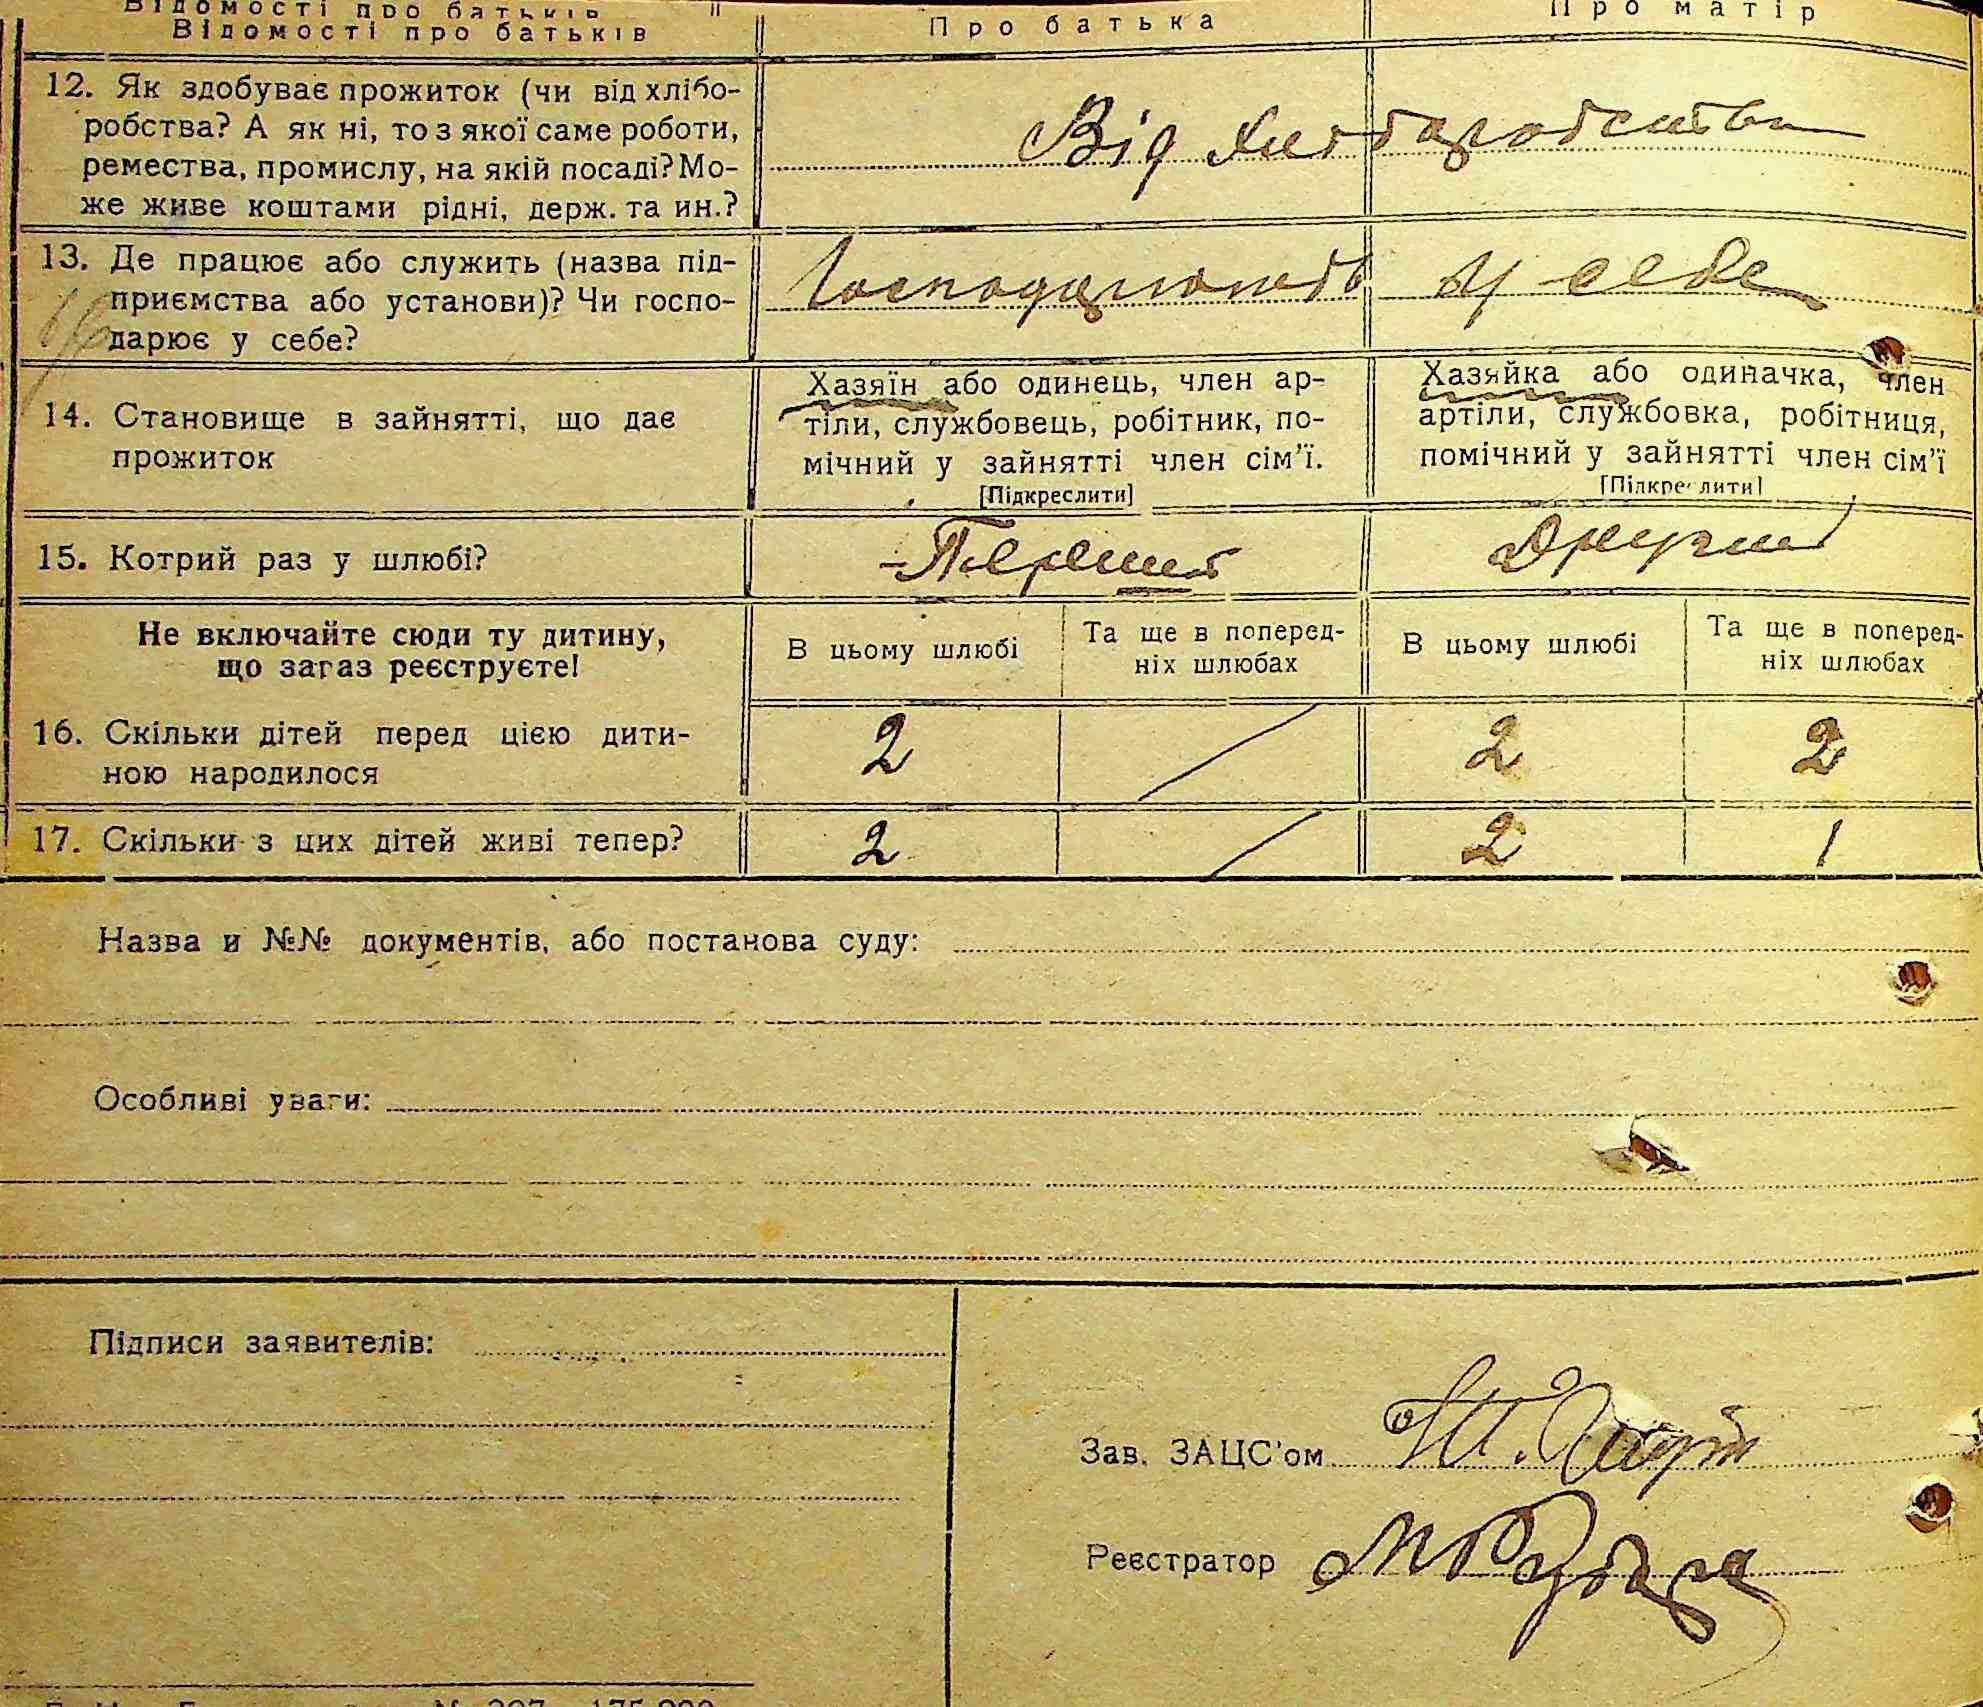 Відомості про батьків
Відомості про батьків
Про батька
Про матір
12. Як здобуває прожиток (чи від хлібо-
робства? А як ні, то з якої саме роботи,
ремества, промислу, на якій посаді? Мо-
же живе коштами рідні, держ. та ин.?
Від хліборобства
13. Де працює або служить (назва під-
приємства або установи)? Чи госпо-
дарює у себе?
Господарюють у себе
14. Становище в зайнятті, що дає
прожиток
Хазяїн або одинець, член ар-
тіли, службовець, робітник, по-
мічний у зайнятті член сім'ї.
[Підкреслити]
Хазяйка або одиначка, член
артіли, службовка, робітниця,
помічний у зайнятті член сім'ї
[Підкреслити]
15. Котрий раз у шлюбі?
Перший
Другий
Не включайте сюди ту дитину,
що зараз реєструєте!
В цьому шлюбі
Та ще в поперед-
ніх шлюбах
В цьому шлюбі
Та ще в поперед-
ніх шлюбах
16. Скільки дітей перед цією дити-
ною народилося
2 / 2 2
17. Скільки з цих дітей живі тепер?
2 / 2 1
Назва и №№ документів, або постанова суду:
Особливі уваги:
Підписи заявителів:
Зав. ЗАЦС'ом
Реєстратор